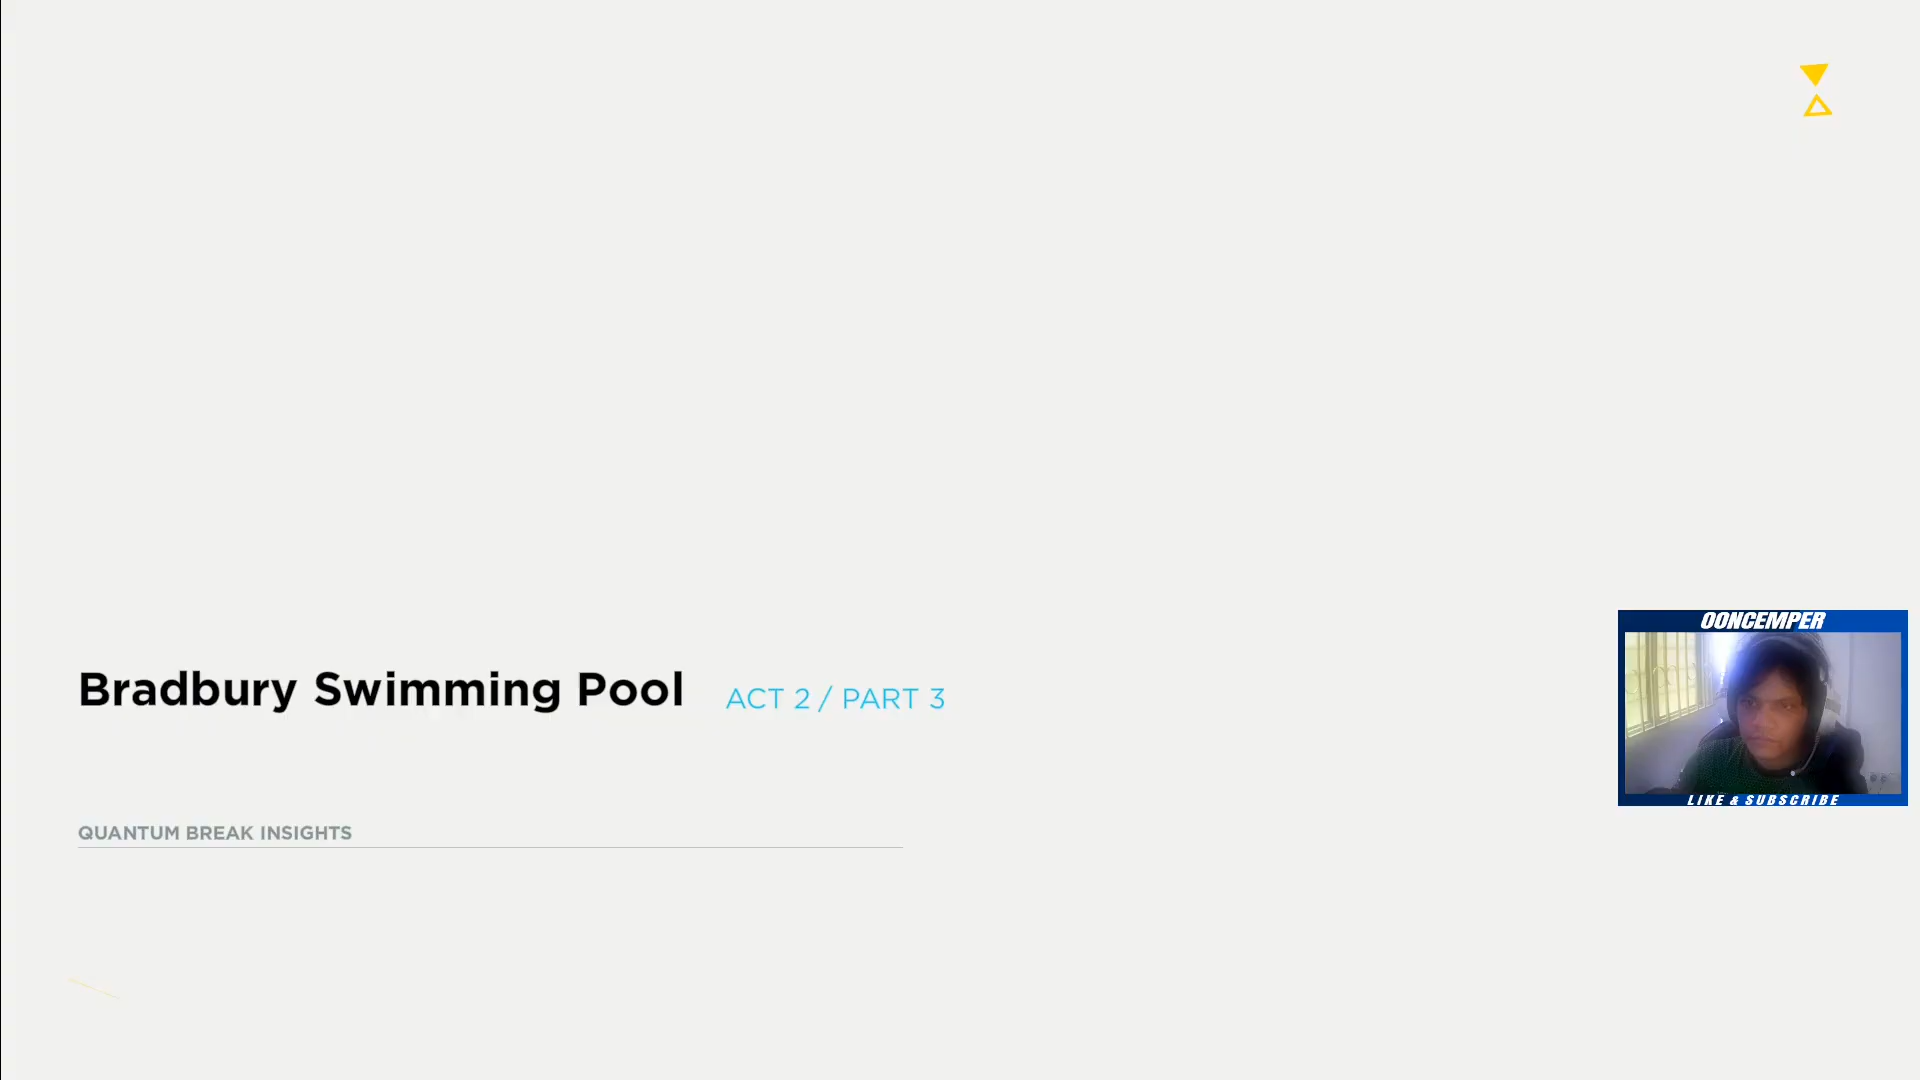 OONCEMPER
Bradbury Swimming Pool ACT 2 / PART 3
LIKE & SUBSCRIBE
QUANTUM BREAK INSIGHTS